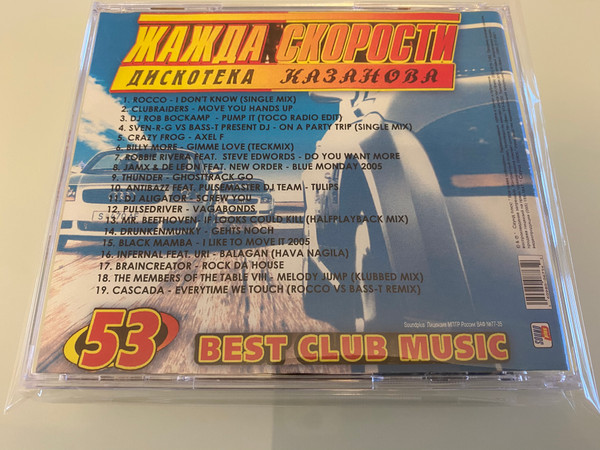 ЖАЖДА СКОРОСТИ
ДИСКОТЕКА КАЗАНОВА
1. ROCCO - I DON'T KNOW (SINGLE MIX)
2. CLUBRAIDERS - MOVE YOU HANDS UP
3. DJ ROB BOCKAMP - PUMP IT (TOCO RADIO EDIT)
4. SVEN-R-G VS BASS-T PRESENT DJ - ON A PARTY TRIP (SINGLE MIX)
5. CRAZY FROG - AXEL F
6. BILLY MORE - GIMME LOVE (TECKMIX)
7. ROBBIE RIVERA FEAT. STEVE EDWORDS - DO YOU WANT MORE
8. JAMX & DE LEON FEAT. NEW ORDER - BLUE MONDAY 2005
9. THUNDER - GHOSTTRACK GO
10. ANTIBAZZ FEAT. PULSEMASTER DJ TEAM - TULIPS
11. DJ ALIGATOR - SCREW YOU
12. PULSEDRIVER - VAGABONDS
13. MR. BEETHOVEN- IF LOOKS COULD KILL (HALFPLAYBACK MIX)
14. DRUNKENMUNKY - GEHTS NOCH
15. BLACK MAMBA - I LIKE TO MOVE IT 2005
16. INFERNAL FEAT. URI - BALAGAN (HAVA NAGILA)
17. BRAINCREATOR - ROCK DA HOUSE
18. THE MEMBERS OF THE TABLE VIII - MELODY JUMP (KLUBBED MIX)
19. CASCADA - EVERYTIME WE TOUCH (ROCCO VS BASS-T REMIX)
Soundplus Лицензия МПТР России
53 BEST CLUB MUSIC